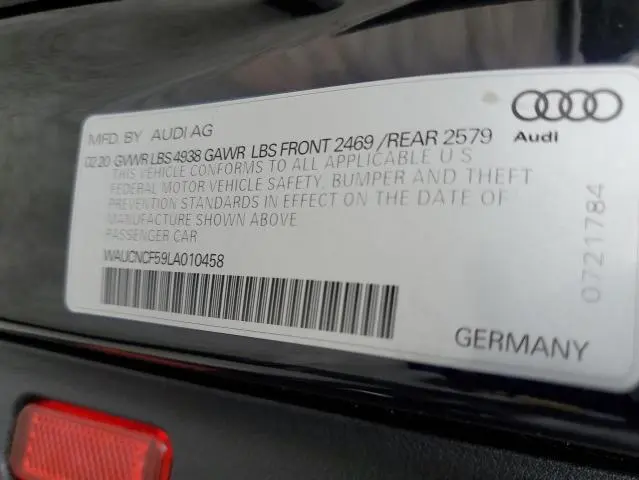 MFD. BY AUDI AG
02.20 GVWR LBS 4938 GAWR LBS FRONT 2469 /REAR 2579
THIS VEHICLE CONFORMS TO ALL APPLICABLE U S
FEDERAL MOTOR VEHICLE SAFETY, BUMPER AND THEFT
PREVENTION STANDARDS IN EFFECT ON THE DATE OF
MANUFACTURE SHOWN ABOVE
PASSENGER CAR
WAUCNCF59LA010458
GERMANY
Audi
0721784